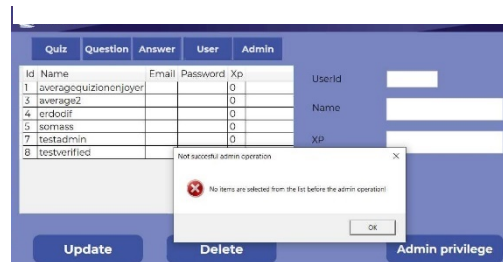 Quiz Question Answer User Admin
Id Name Email Password Xp
1 averagequizionenjoyer 0
3 average2 0
4 erdodif 0
5 somass 0
7 testadmin 0
8 testverified
UserId
Name
XP
Not succesful admin operation
No items are selected from the list before the admin operation!
OK
Update Delete Admin privilege